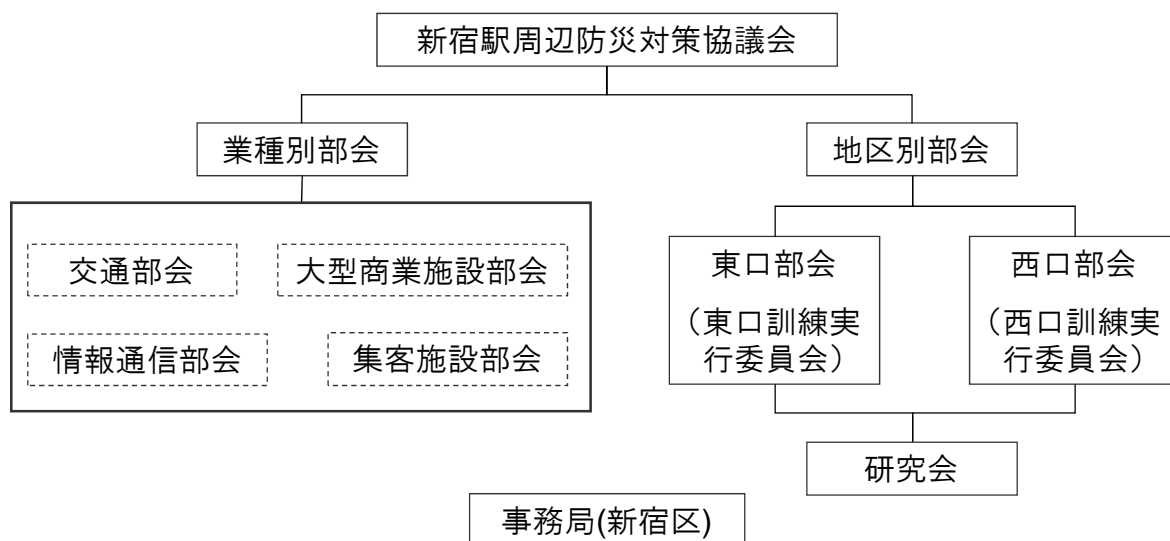 新宿駅周辺防災対策協議会
業種別部会
地区別部会
交通部会
大型商業施設部会
情報通信部会
集客施設部会
東口部会
（東口訓練実
行委員会）
西口部会
（西口訓練実
行委員会）
研究会
事務局(新宿区)